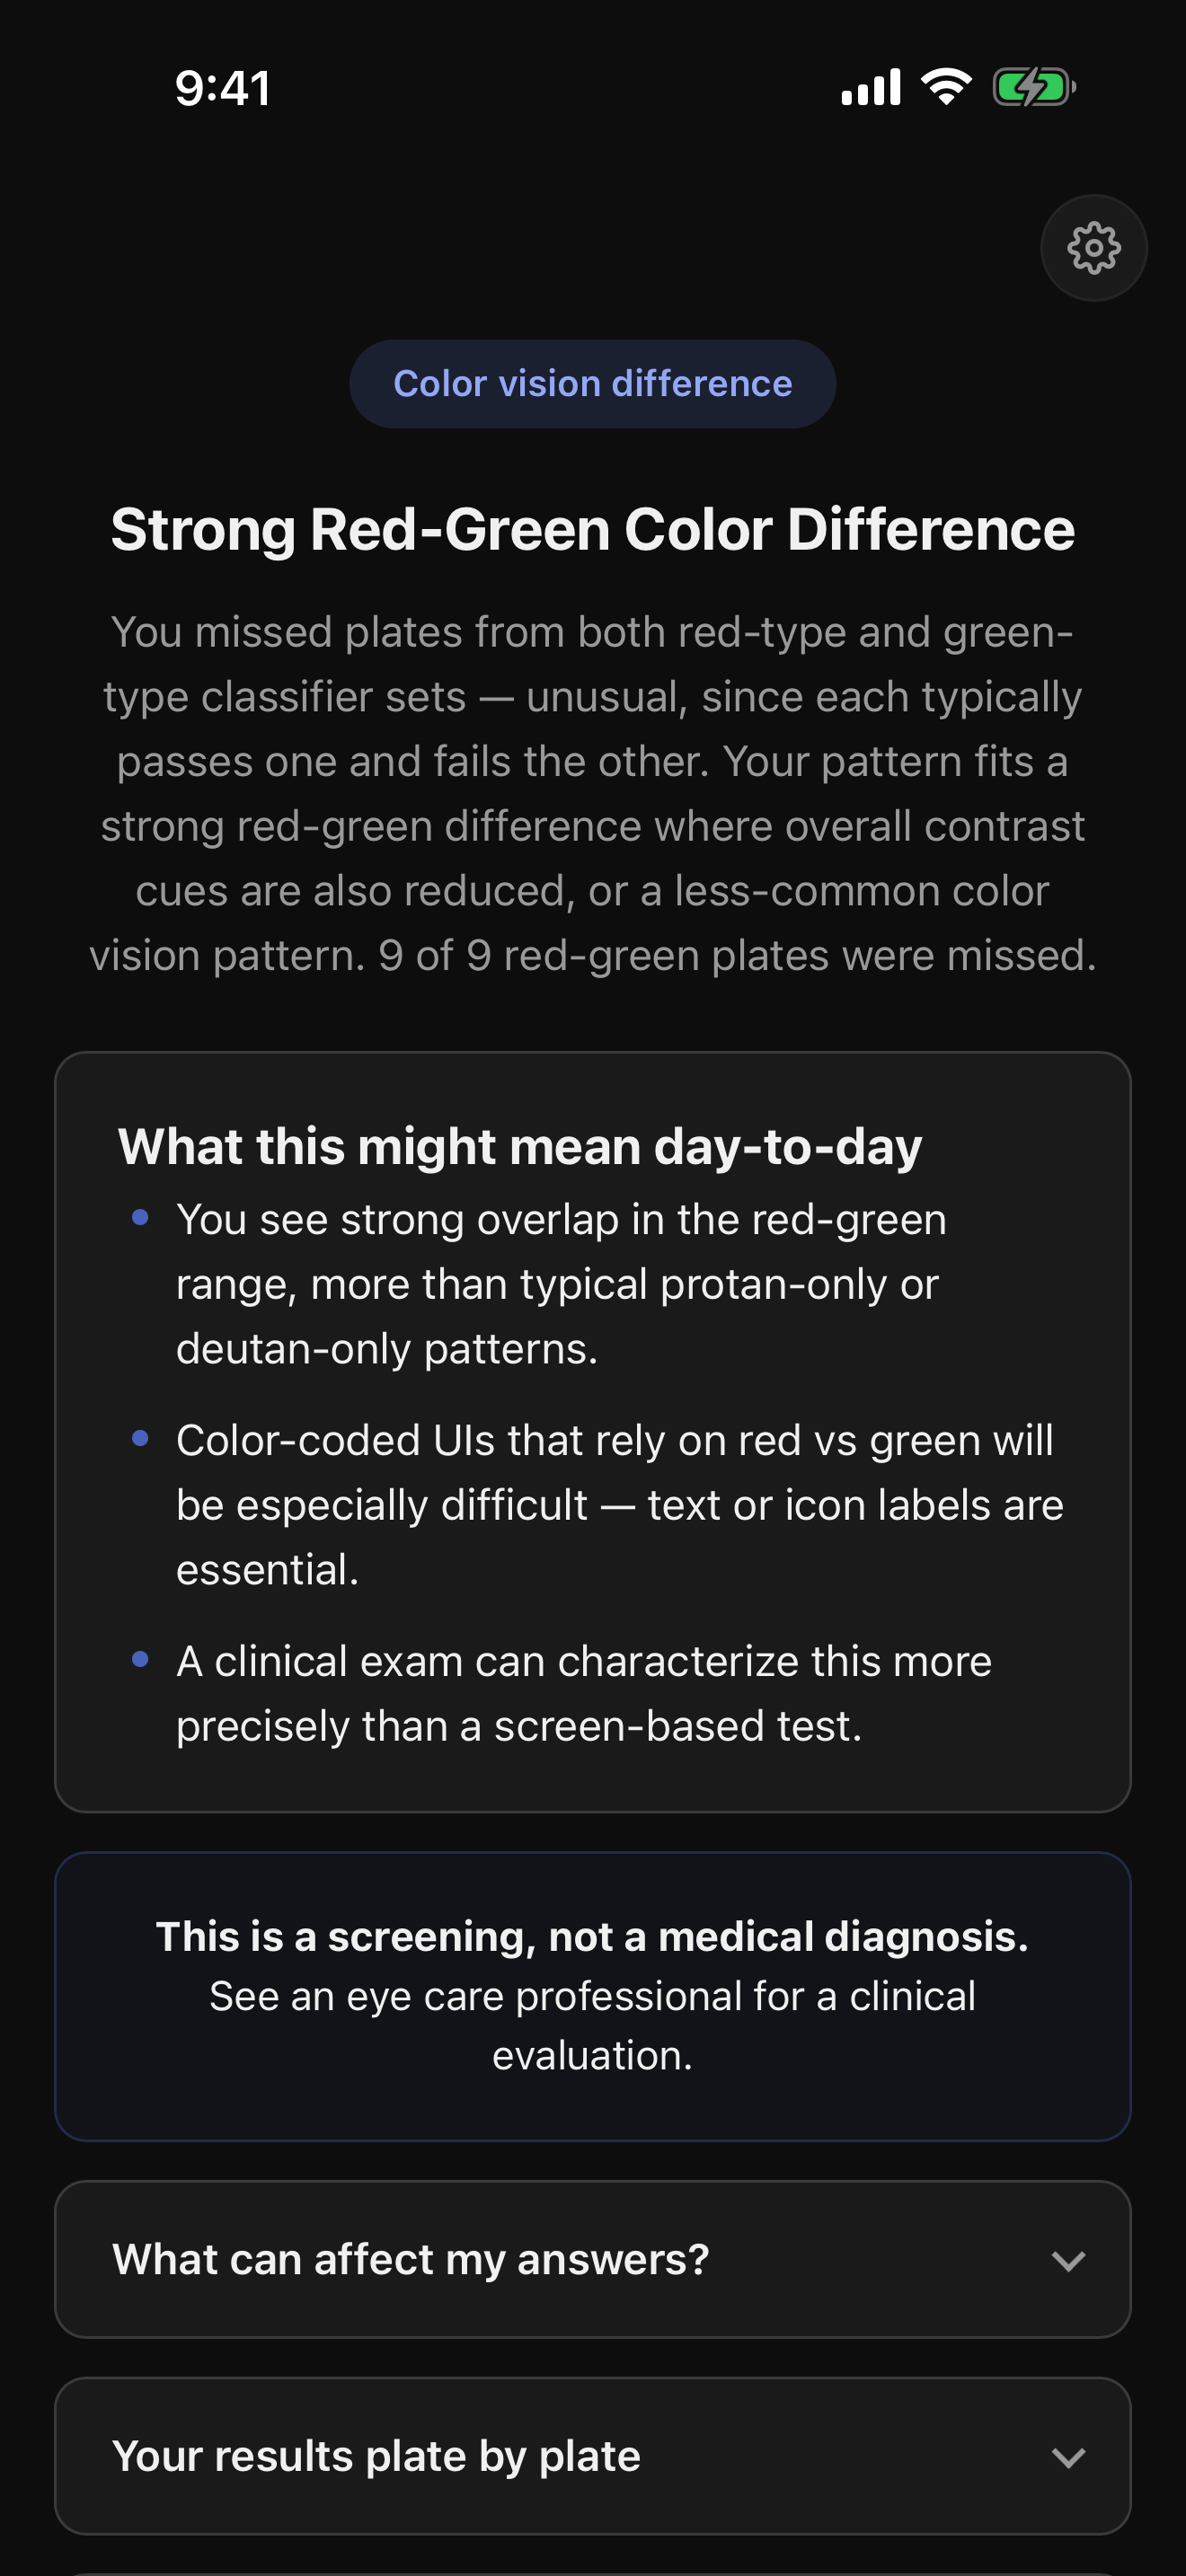 9:41
Color vision difference
Strong Red-Green Color Difference
You missed plates from both red-type and green-
type classifier sets — unusual, since each typically
passes one and fails the other. Your pattern fits a
strong red-green difference where overall contrast
cues are also reduced, or a less-common color
vision pattern. 9 of 9 red-green plates were missed.
What this might mean day-to-day
You see strong overlap in the red-green
range, more than typical protan-only or
deutan-only patterns.
Color-coded UIs that rely on red vs green will
be especially difficult — text or icon labels are
essential.
A clinical exam can characterize this more
precisely than a screen-based test.
This is a screening, not a medical diagnosis.
See an eye care professional for a clinical
evaluation.
What can affect my answers?
Your results plate by plate